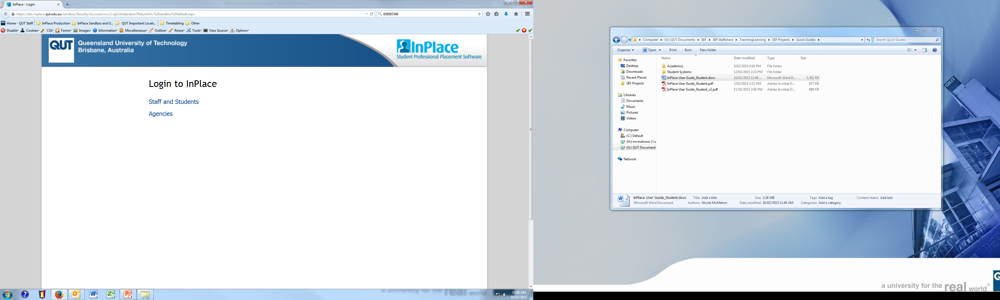 InPlace - Login
https://dev-inplace.qut.edu.au/sandbox/Security/Account.mvc/LogOnFederation?ReturnUrl=%2fsandbox%2fdefault.aspx
439507348
QUT Home - QUT Staff InPlace Production InPlace Sandbox and U... QUT Important Locati... Timetabling Other
Disable Cookies CSS Forms Images Information Miscellaneous Outline Resize Tools View Source Options
QUT
Queensland University of Technology
Brisbane, Australia
InPlace
Student Professional Placement Software
Login to InPlace
Staff and Students
Agencies
a university for the real world
11:48 AM
16/02/2015
Computer (U:) QUT Documents SEF SEF Staffshare TeachingLearning SEF Projects Quick Guides
Search Quick Guides
Organize Open Print Burn New folder
Favorites
Desktop
Downloads
Recent Places
SEF Projects
Libraries
Documents
Music
Pictures
Videos
Computer
(C:) Default
(H:) mcmahonn (\\s
(U:) QUT Document
Network
Name Date modified Type Size
Academics 9/02/2015 4:10 PM File folder
Student Systems 12/02/2015 2:23 PM File folder
InPlace User Guide_Student.docx 16/02/2015 11:48 ... Microsoft Word D... 3,361 KB
InPlace User Guide_Student.pdf 2/02/2015 3:21 PM Adobe Acrobat D... 877 KB
InPlace User Guide_Student_v2.pdf 11/02/2015 3:56 PM Adobe Acrobat D... 888 KB
InPlace User Guide_Student.docx Title: Add a title Size: 3.28 MB Tags: Add a tag Content status: Add text
Microsoft Word Document Authors: Nicole McMahon Date modified: 16/02/2015 11:48 AM Categories: Add a category
QUT
a university for the real world®